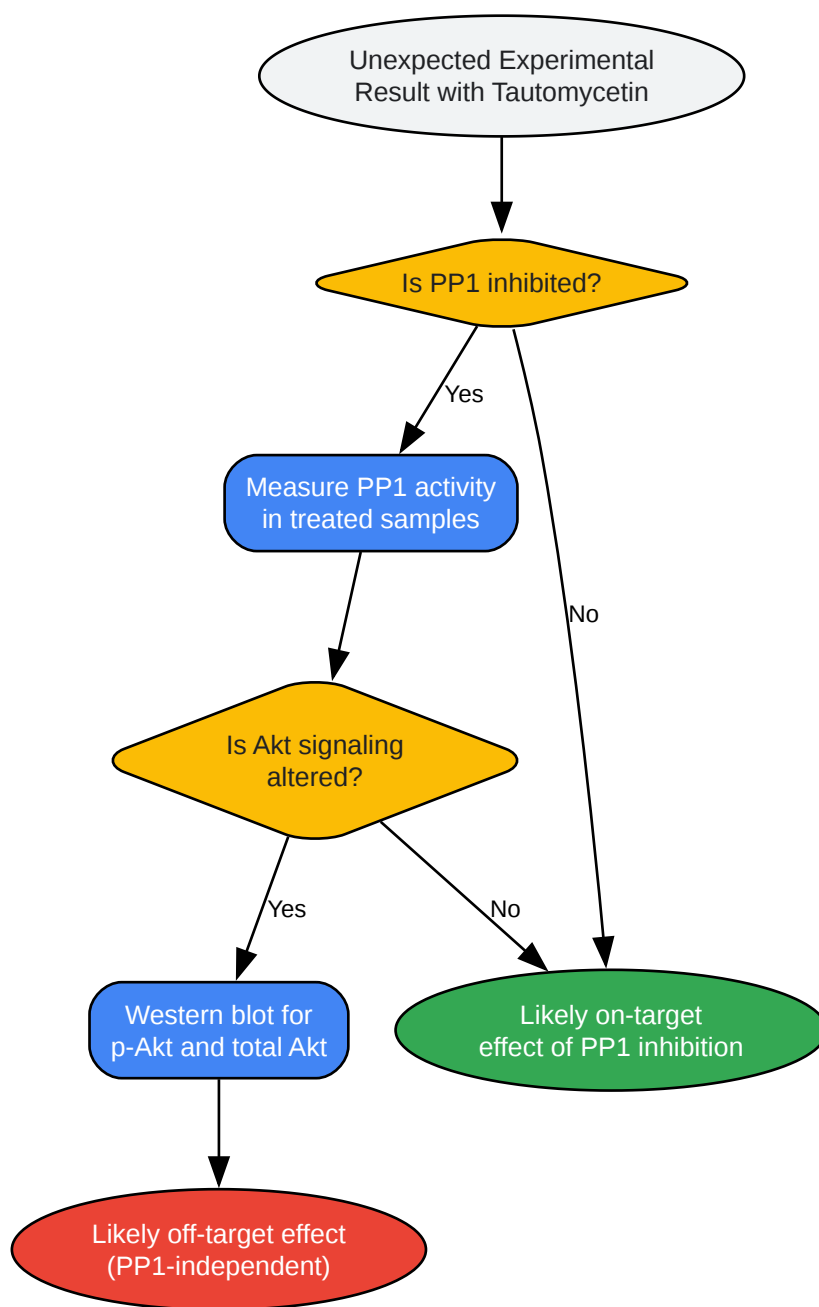 Unexpected Experimental
Result with Tautomycetin
Is PP1 inhibited?
Yes
Measure PP1 activity
in treated samples
No
Is Akt signaling
altered?
Yes
No
Western blot for
p-Akt and total Akt
Likely on-target
effect of PP1 inhibition
Likely off-target effect
(PP1-independent)